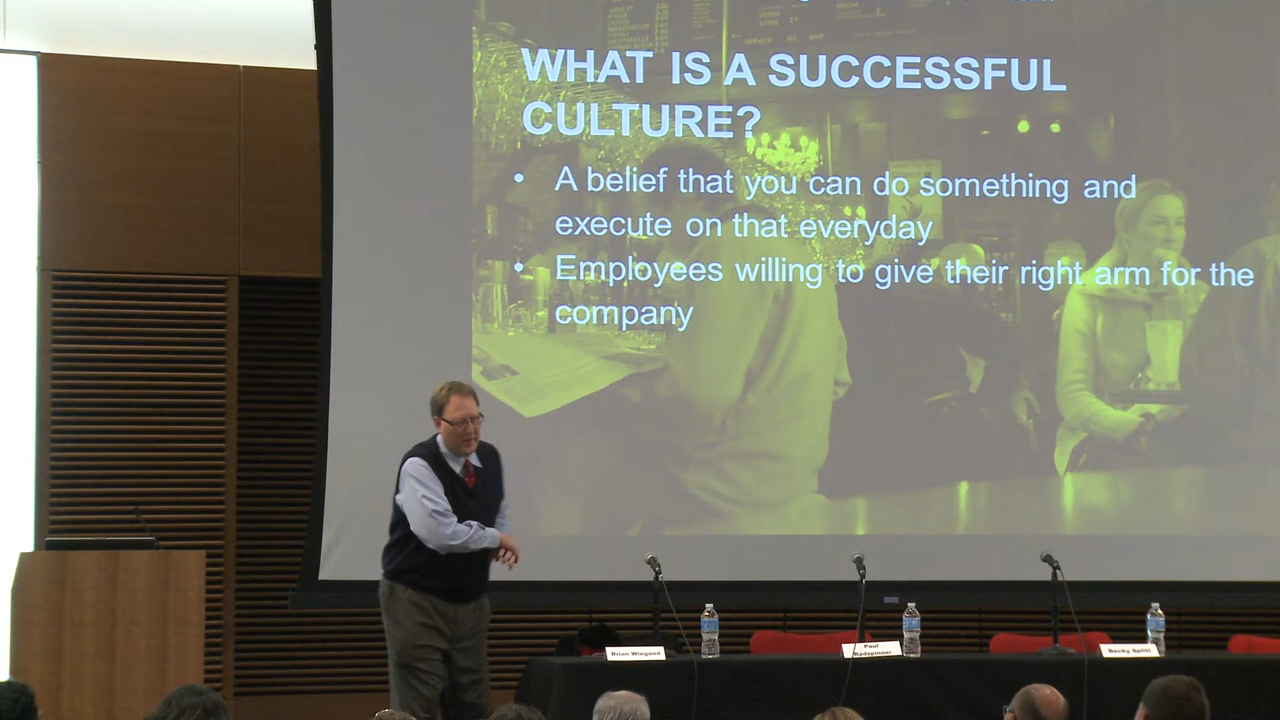 WHAT IS A SUCCESSFUL
CULTURE?
• A belief that you can do something and
execute on that everyday
• Employees willing to give their right arm for the
company
Brian Wiegand
Paul
Radspinner
Becky Splitt